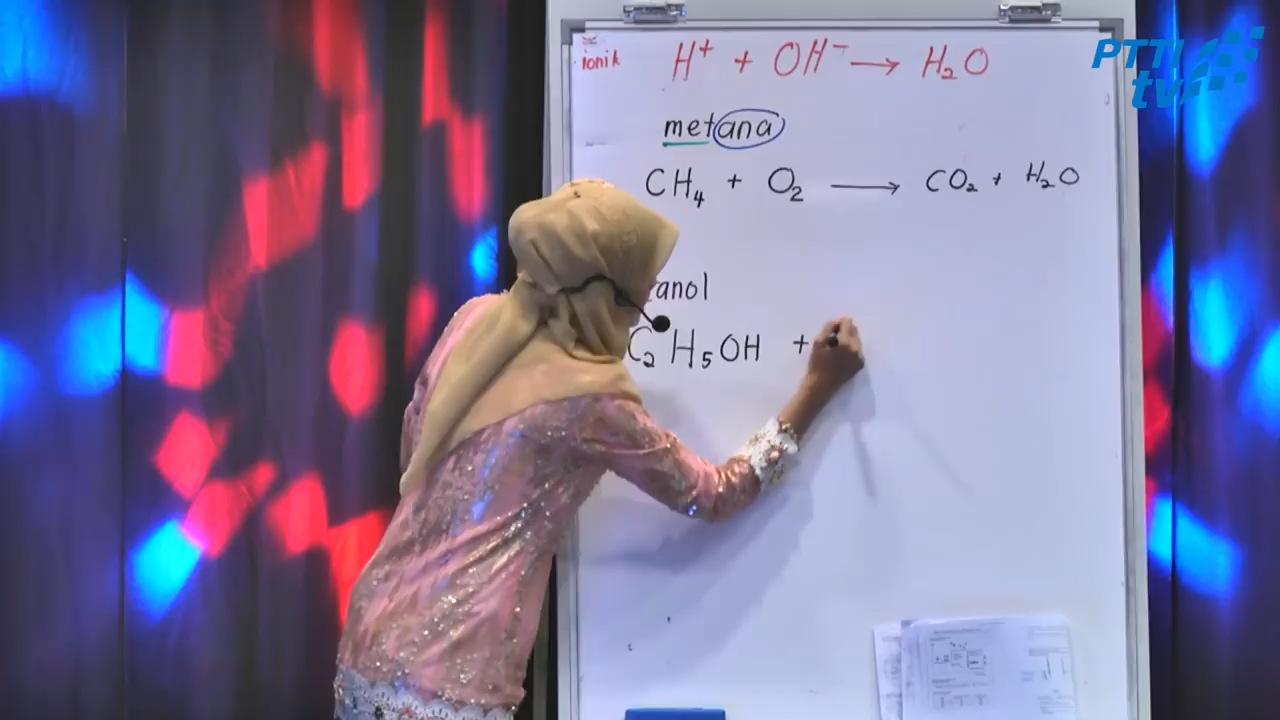 ionik H⁺ + OH⁻ → H₂O
PTTI
tv
metana
CH₄ + O₂ → CO₂ + H₂O
anol
C₂H₅OH +